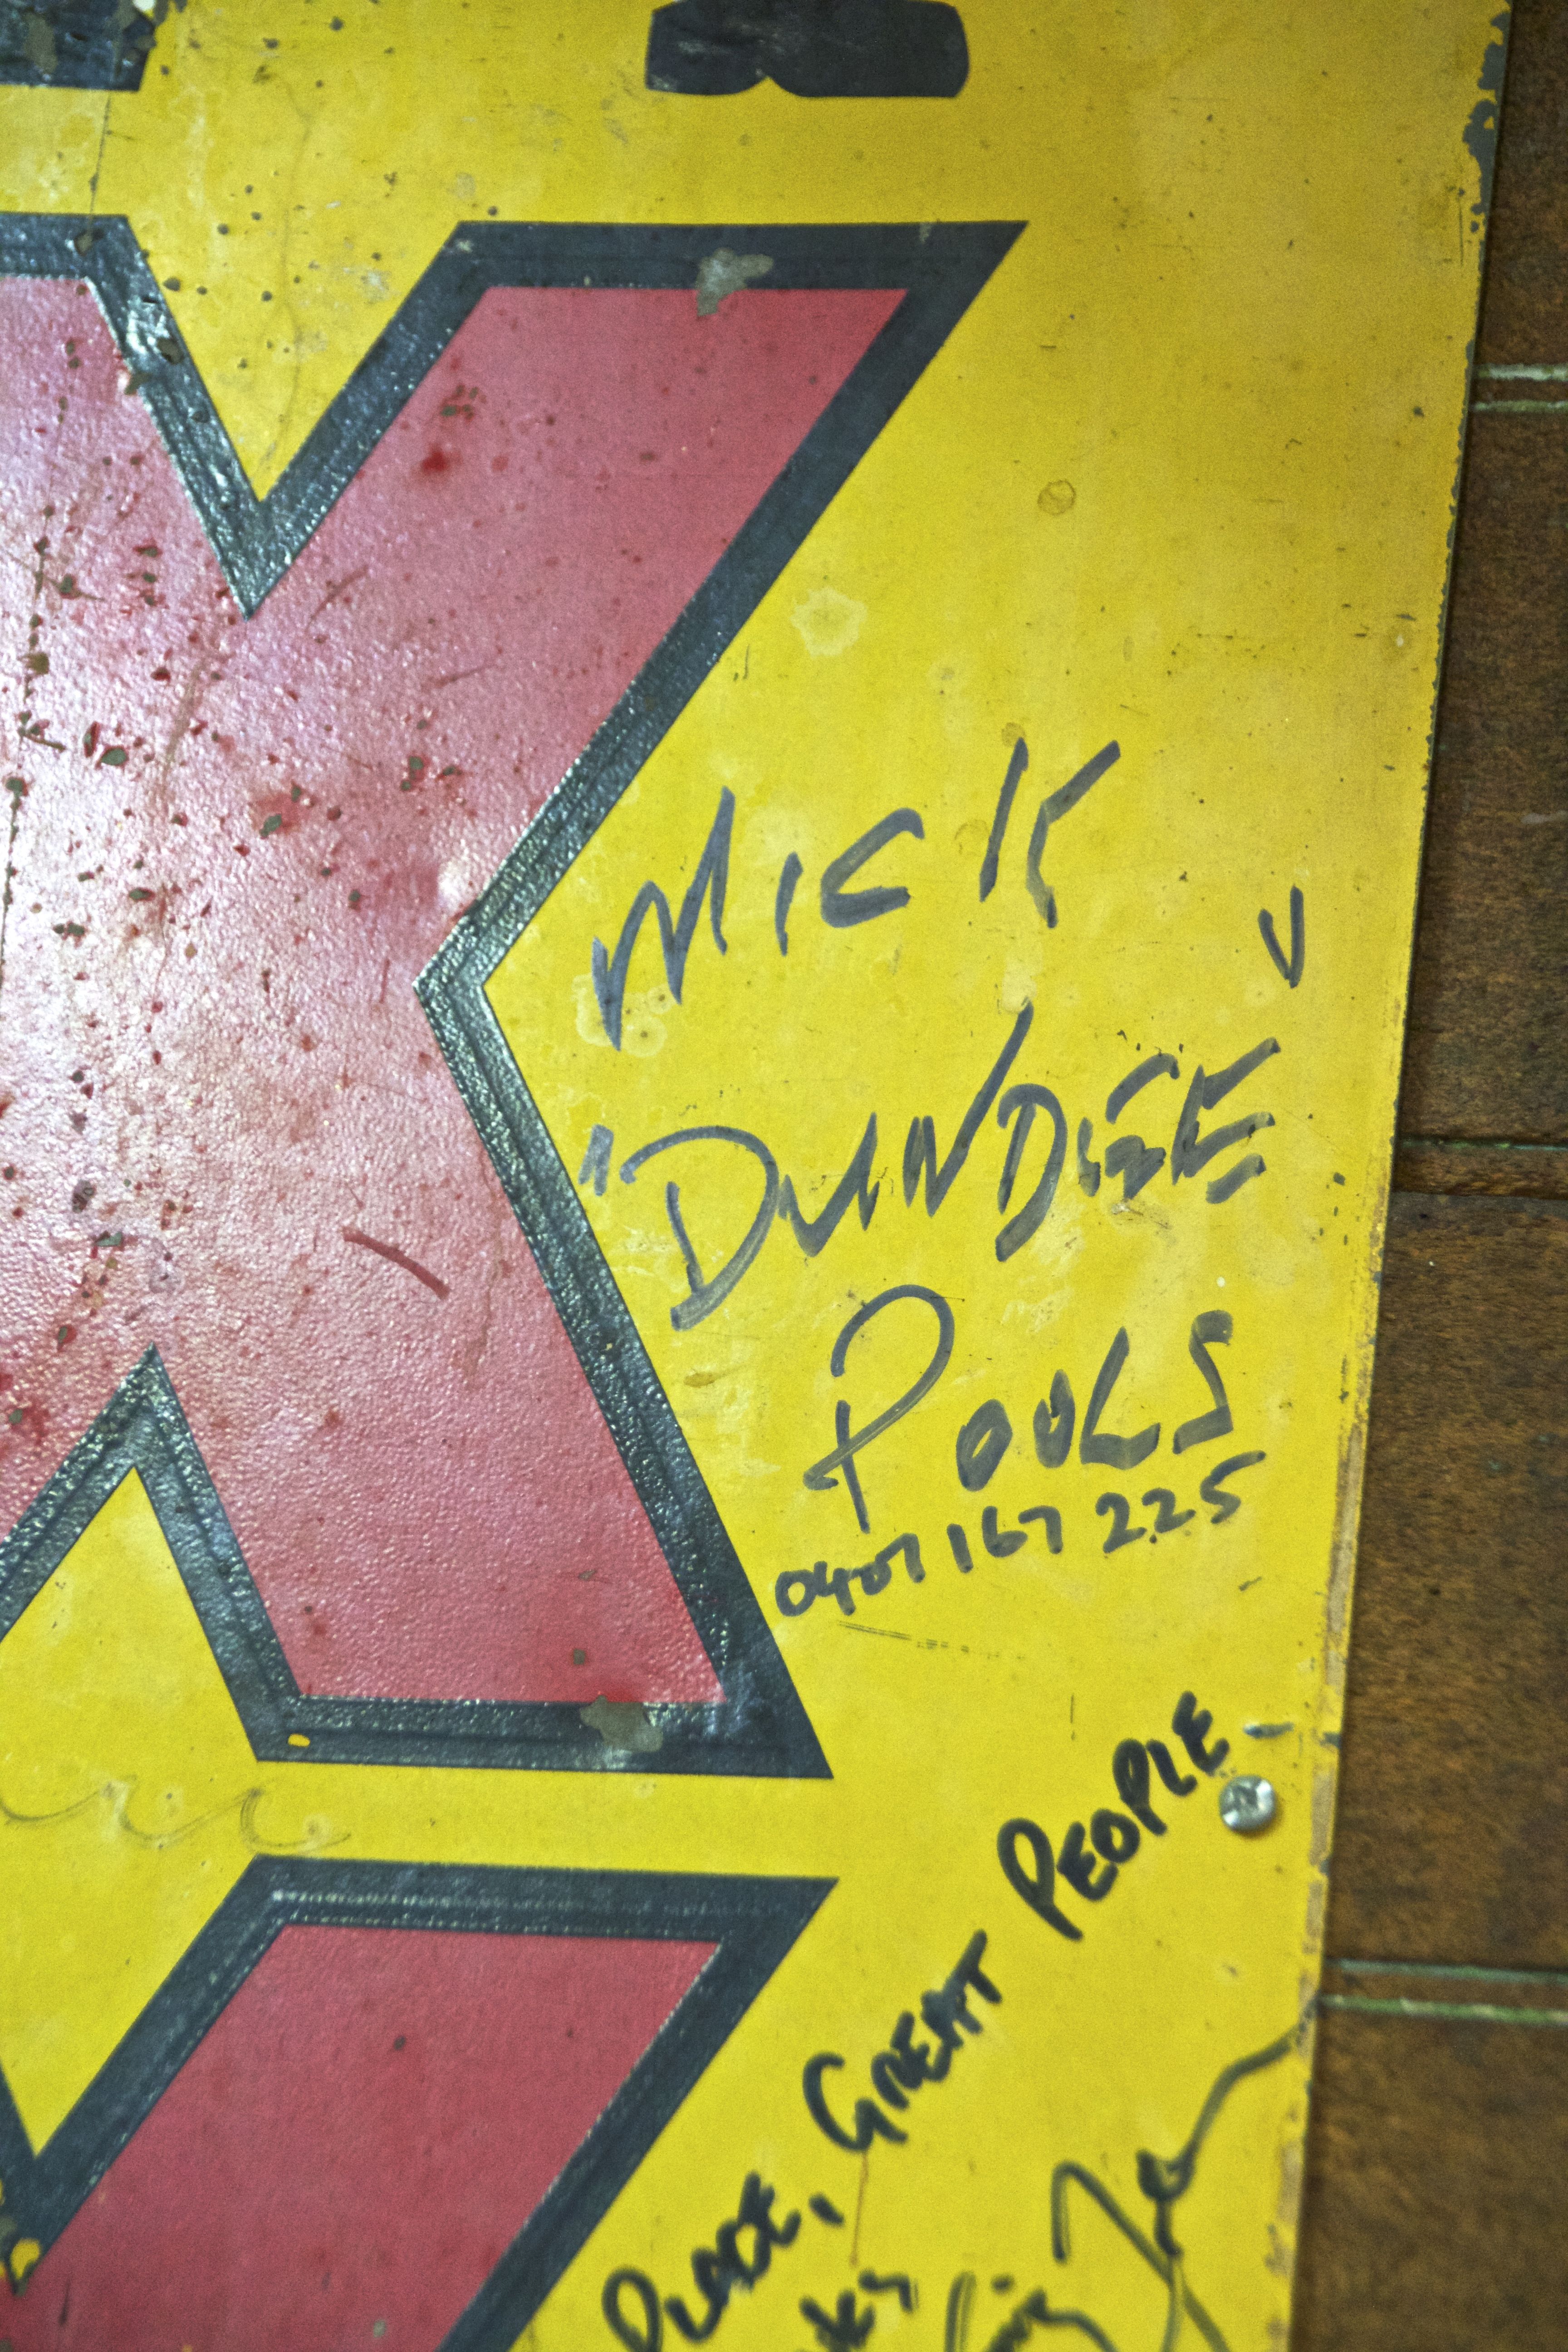 X
MICK
"DUNDEE"
POOLS
0407 167 225
PLACE, GREAT PEOPLE
X